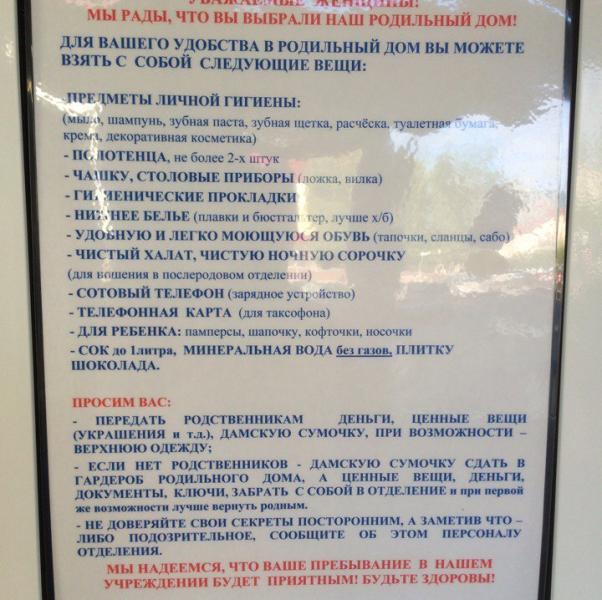 УВАЖАЕМЫЕ ЖЕНЩИНЫ!
МЫ РАДЫ, ЧТО ВЫ ВЫБРАЛИ НАШ РОДИЛЬНЫЙ ДОМ!
ДЛЯ ВАШЕГО УДОБСТВА В РОДИЛЬНЫЙ ДОМ ВЫ МОЖЕТЕ
ВЗЯТЬ С СОБОЙ СЛЕДУЮЩИЕ ВЕЩИ:
-ПРЕДМЕТЫ ЛИЧНОЙ ГИГИЕНЫ:
(мыло, шампунь, зубная паста, зубная щетка, расчёска, туалетная бумага,
крема, декоративная косметика)
- ПОЛОТЕНЦА, не более 2-х штук
- ЧАШКУ, СТОЛОВЫЕ ПРИБОРЫ (ложка, вилка)
- ГИГИЕНИЧЕСКИЕ ПРОКЛАДКИ
- НИЖНЕЕ БЕЛЬЕ (плавки и бюстгальтер, лучше х/б)
- УДОБНУЮ И ЛЕГКО МОЮЩУЮСЯ ОБУВЬ (тапочки, сланцы, сабо)
- ЧИСТЫЙ ХАЛАТ, ЧИСТУЮ НОЧНУЮ СОРОЧКУ
(для ношения в послеродовом отделении)
- СОТОВЫЙ ТЕЛЕФОН (зарядное устройство)
- ТЕЛЕФОННАЯ КАРТА (для таксофона)
- ДЛЯ РЕБЕНКА: памперсы, шапочку, кофточки, носочки
- СОК до 1литра, МИНЕРАЛЬНАЯ ВОДА без газов, ПЛИТКУ
ШОКОЛАДА.
ПРОСИМ ВАС:
- ПЕРЕДАТЬ РОДСТВЕННИКАМ ДЕНЬГИ, ЦЕННЫЕ ВЕЩИ
(УКРАШЕНИЯ и т.д.), ДАМСКУЮ СУМОЧКУ, ПРИ ВОЗМОЖНОСТИ –
ВЕРХНЮЮ ОДЕЖДУ;
- ЕСЛИ НЕТ РОДСТВЕННИКОВ - ДАМСКУЮ СУМОЧКУ СДАТЬ В
ГАРДЕРОБ РОДИЛЬНОГО ДОМА, А ЦЕННЫЕ ВЕЩИ, ДЕНЬГИ,
ДОКУМЕНТЫ, КЛЮЧИ, ЗАБРАТЬ С СОБОЙ В ОТДЕЛЕНИЕ и при первой
же возможности лучше вернуть родным.
- НЕ ДОВЕРЯЙТЕ СВОИ СЕКРЕТЫ ПОСТОРОННИМ, А ЗАМЕТИВ ЧТО –
ЛИБО ПОДОЗРИТЕЛЬНОЕ, СООБЩИТЕ ОБ ЭТОМ ПЕРСОНАЛУ
ОТДЕЛЕНИЯ.
МЫ НАДЕЕМСЯ, ЧТО ВАШЕ ПРЕБЫВАНИЕ В НАШЕМ
УЧРЕЖДЕНИИ БУДЕТ ПРИЯТНЫМ! БУДЬТЕ ЗДОРОВЫ!